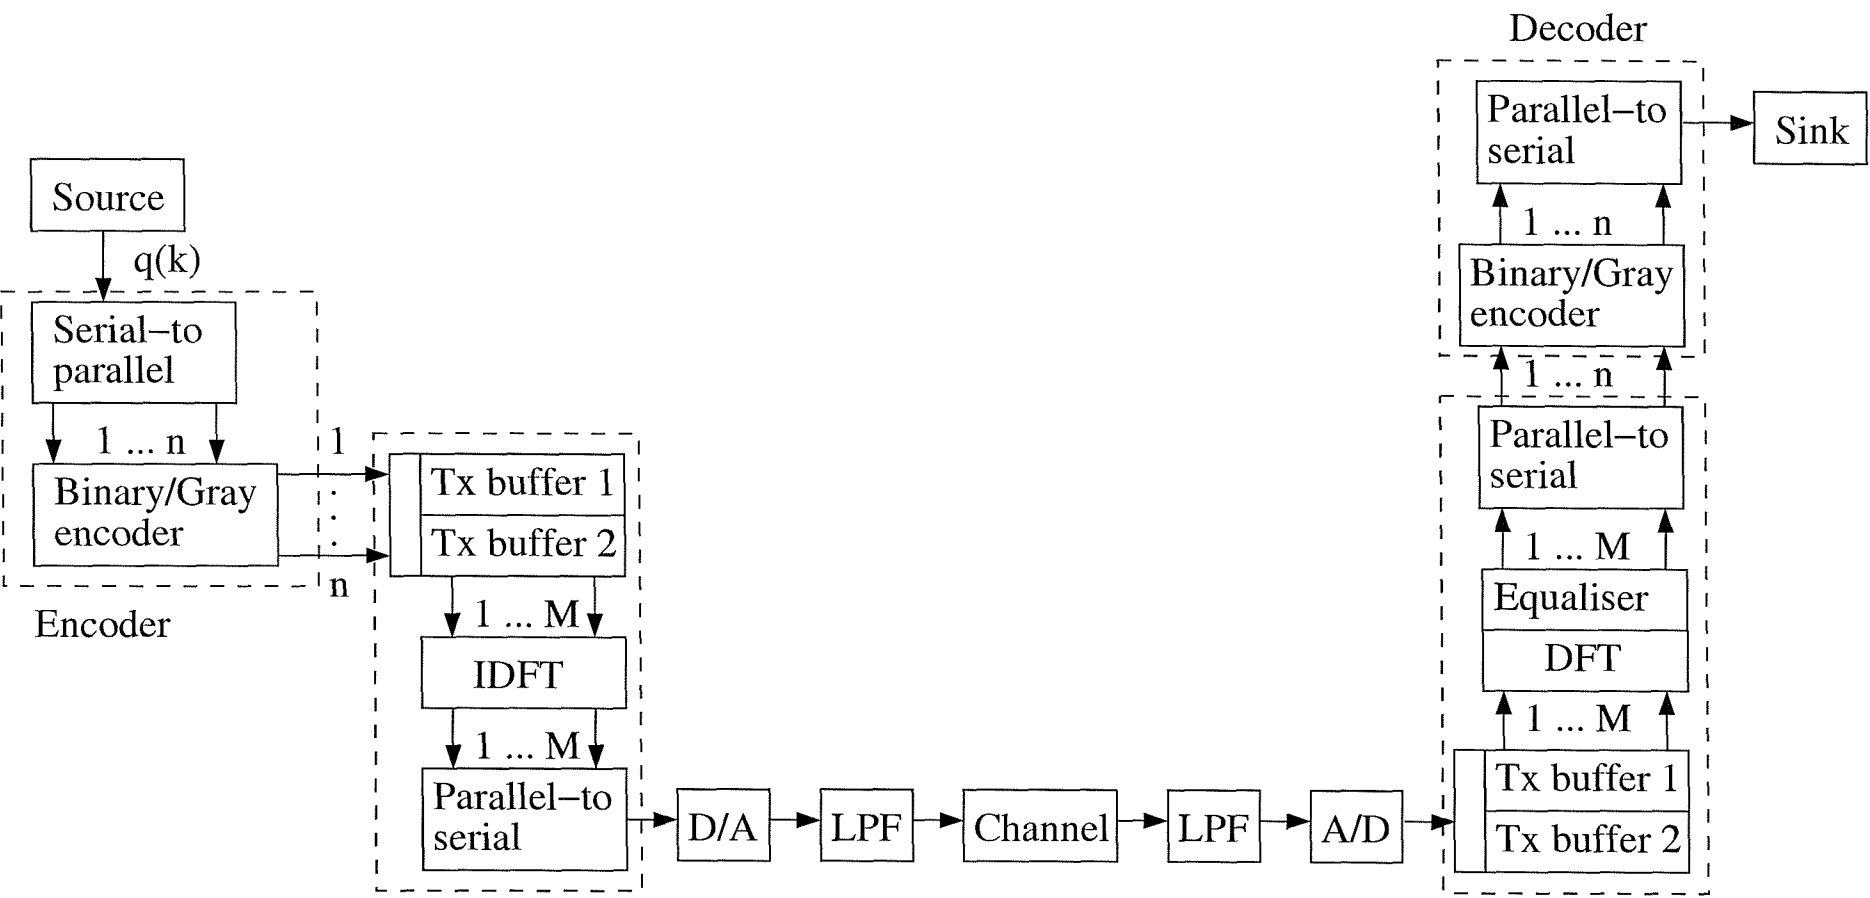 Source
q(k)
Serial–to
parallel
1 ... n
Binary/Gray
encoder
Encoder
1
.
.
.
n
Tx buffer 1
Tx buffer 2
1 ... M
IDFT
1 ... M
Parallel–to
serial
D/A
LPF
Channel
LPF
A/D
Tx buffer 1
Tx buffer 2
1 ... M
DFT
Equaliser
1 ... M
Parallel–to
serial
1 ... n
Binary/Gray
encoder
1 ... n
Parallel–to
serial
Decoder
Sink